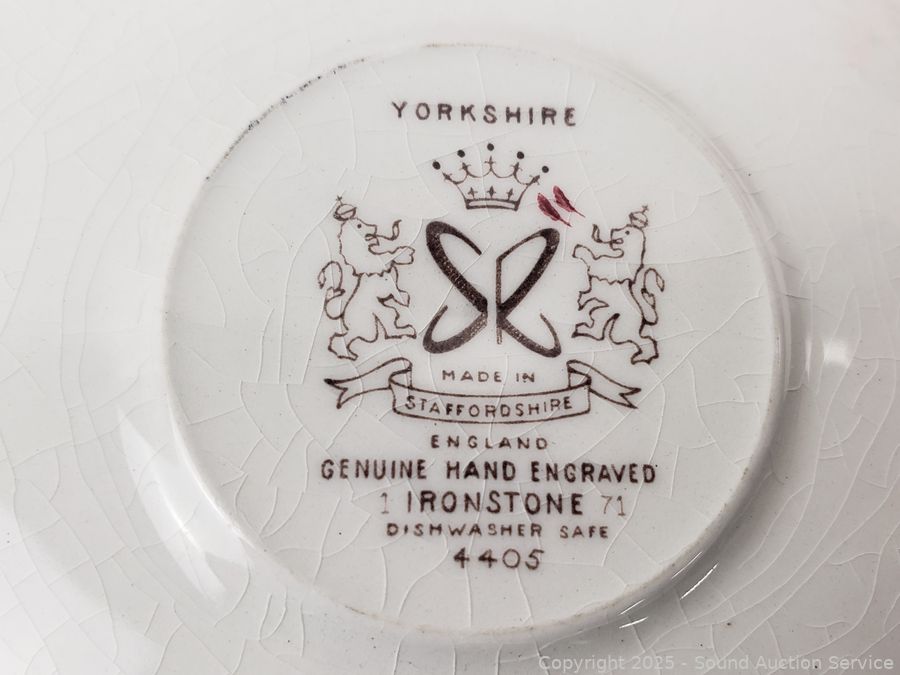 YORKSHIRE
SR
MADE IN
STAFFORDSHIRE
ENGLAND
GENUINE HAND ENGRAVED
1 IRONSTONE 71
DISHWASHER SAFE
4405
Copyright 2025 - Sound Auction Service